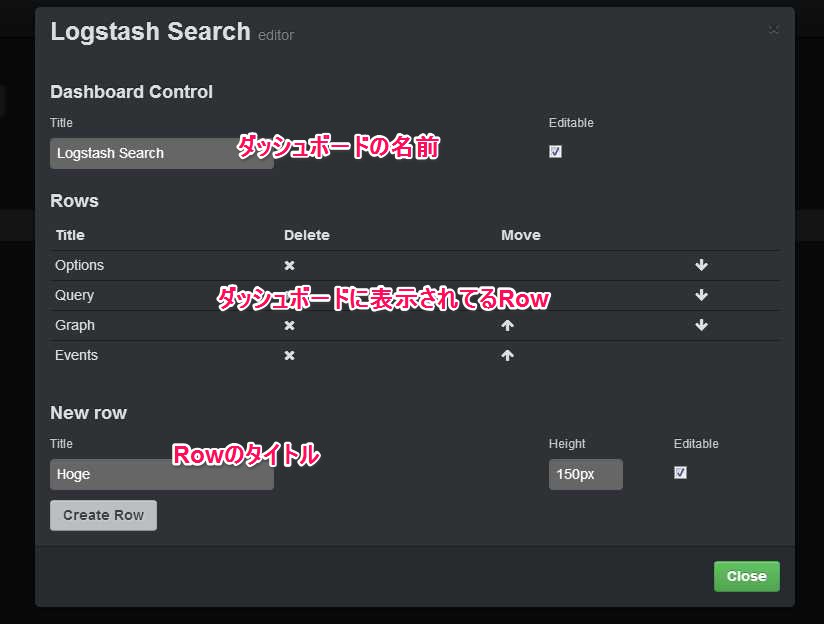 Logstash Search editor
Dashboard Control
Title Editable
Logstash Search ダッシュボードの名前
Rows
Title Delete Move
Options
Query ダッシュボードに表示されてるRow
Graph
Events
New row
Title Rowのタイトル Height Editable
Hoge 150px
Create Row
Close